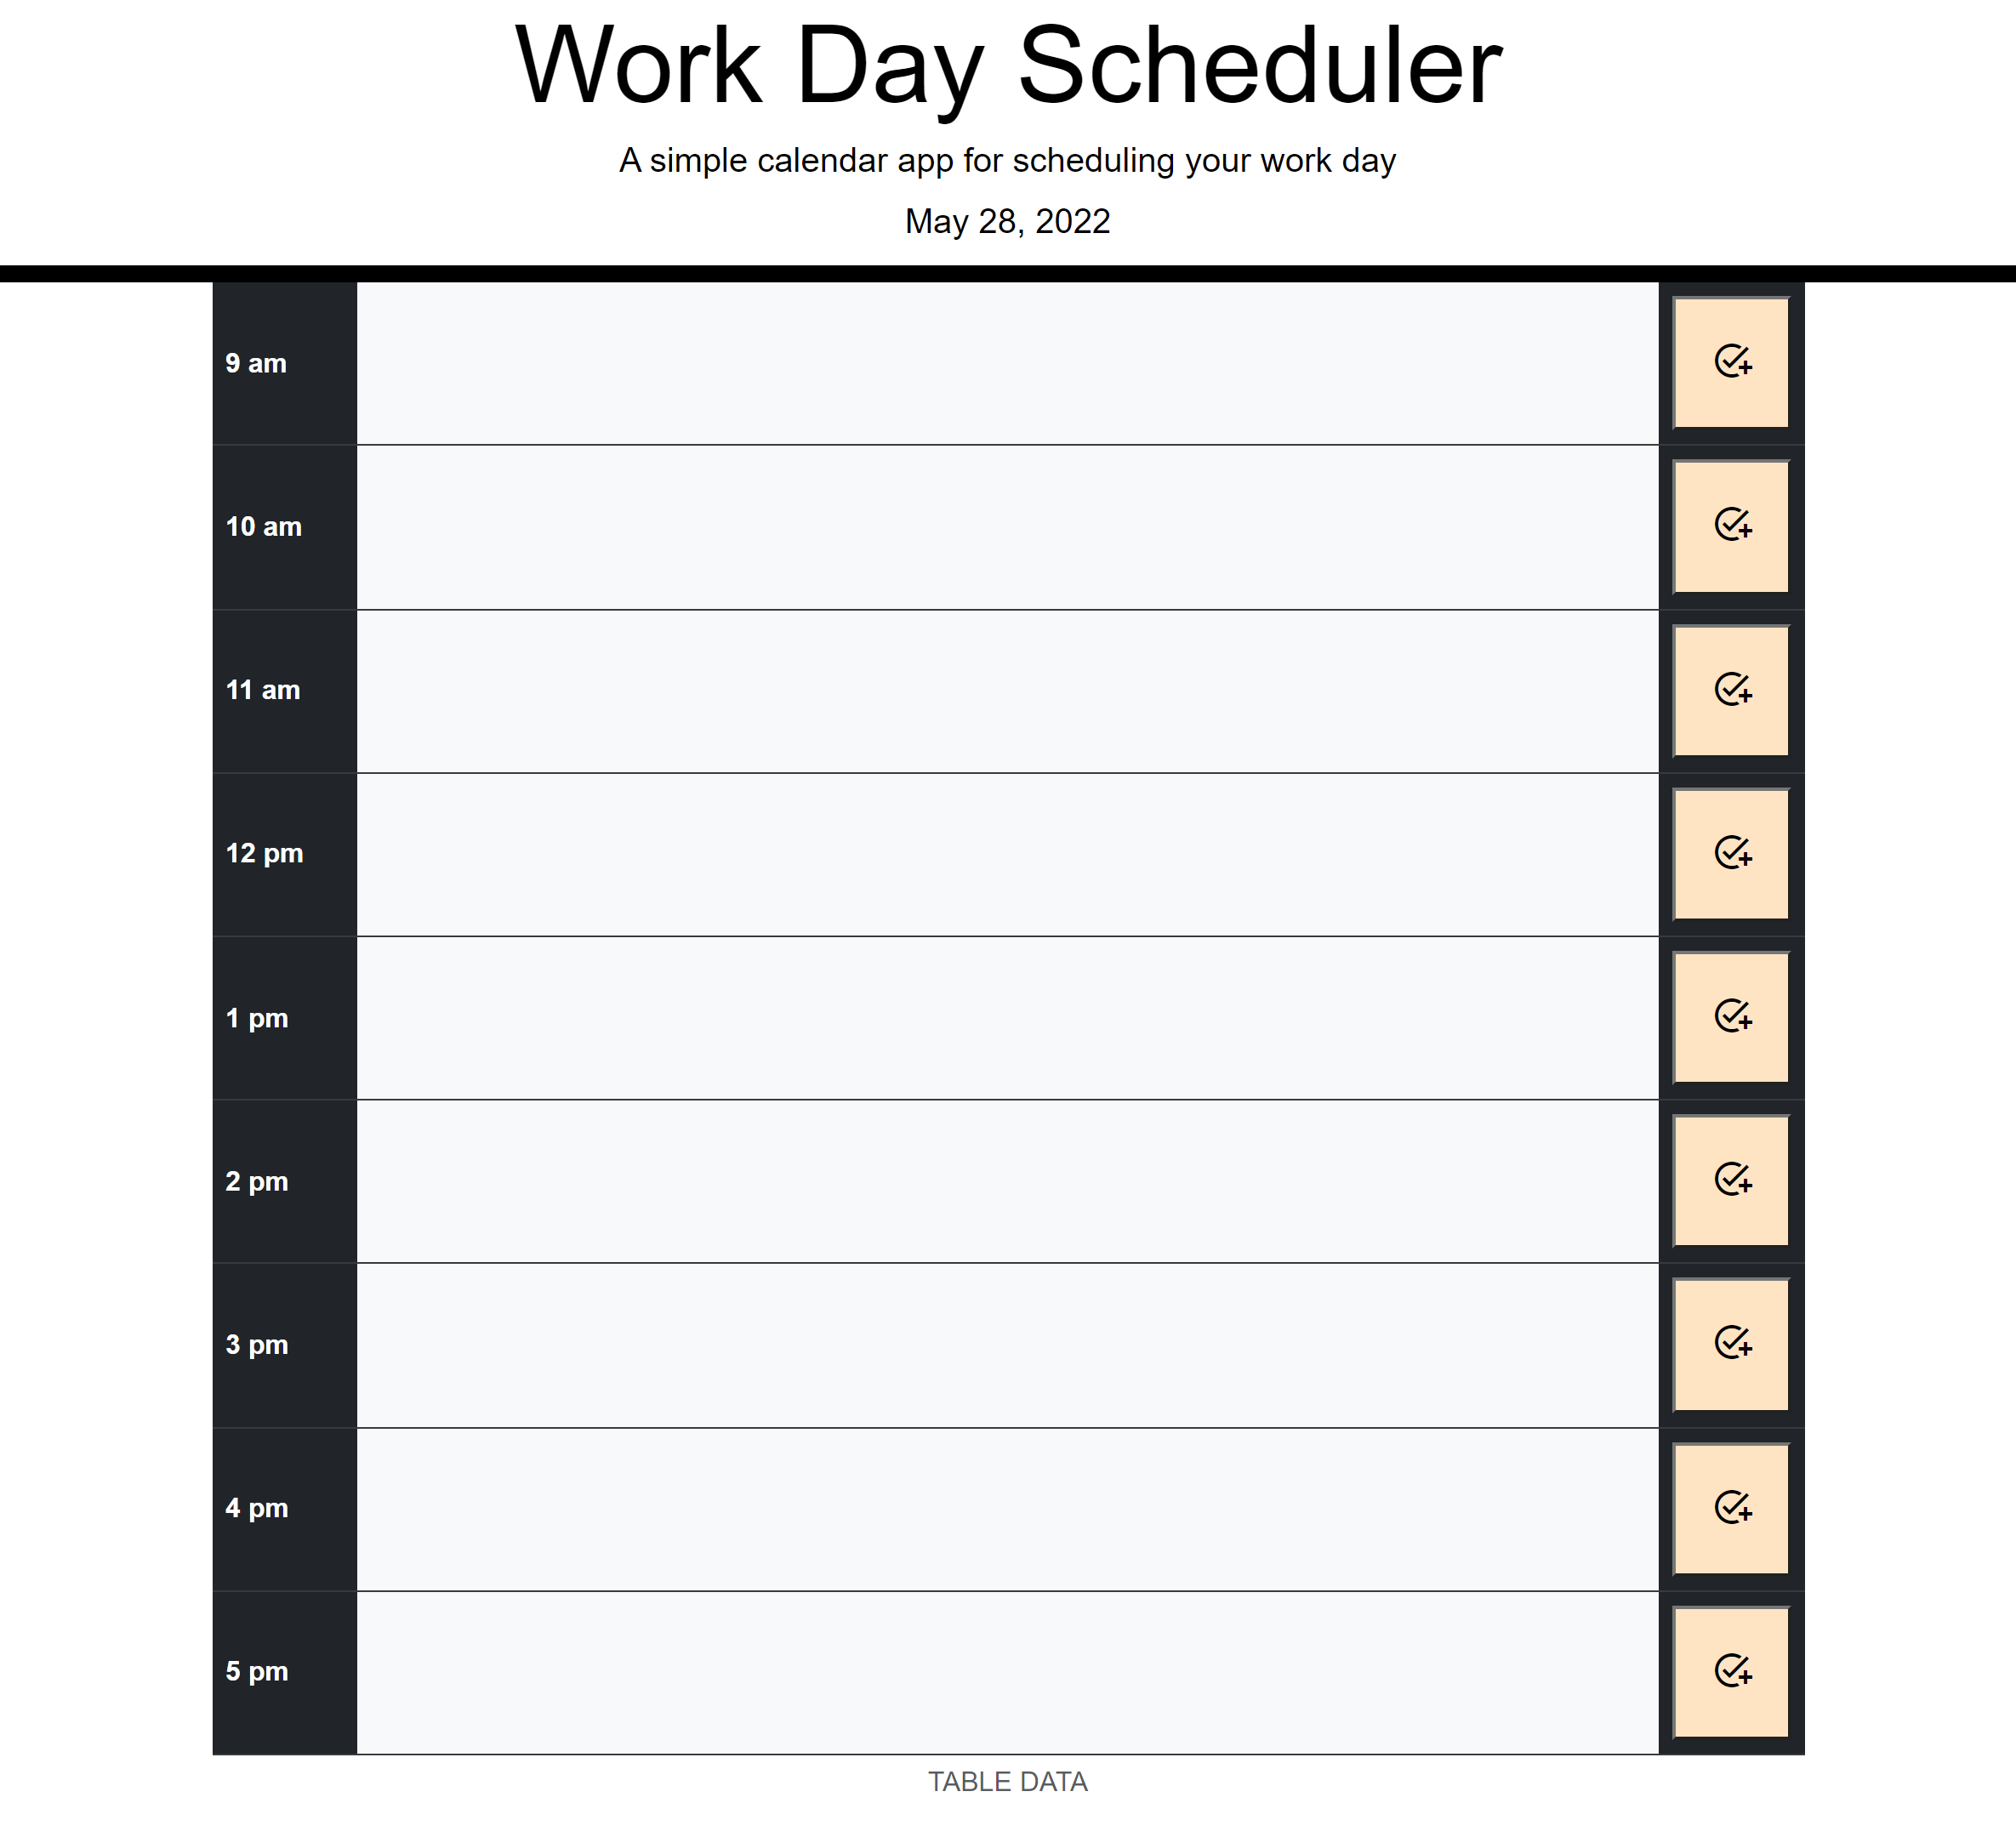 Work Day Scheduler
A simple calendar app for scheduling your work day
May 28, 2022
9 am
10 am
11 am
12 pm
1 pm
2 pm
3 pm
4 pm
5 pm
TABLE DATA